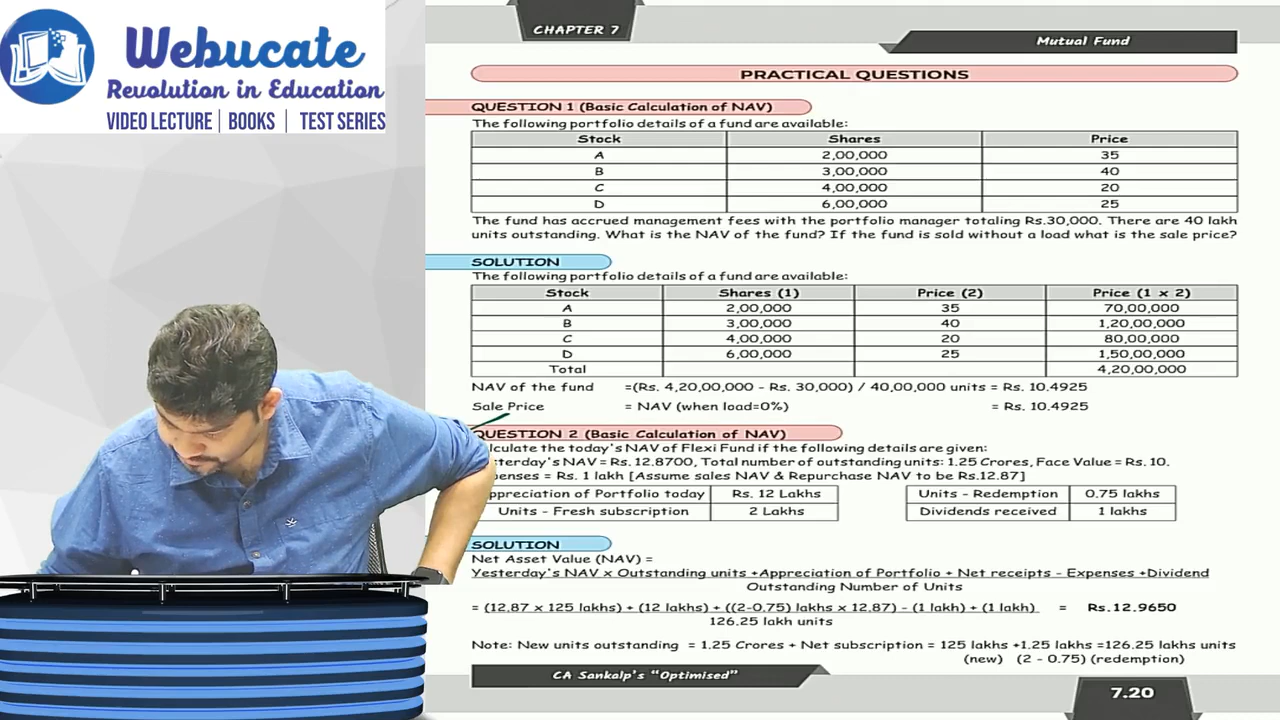 Webucate
Revolution in Education
VIDEO LECTURE | BOOKS | TEST SERIES
CHAPTER 7
Mutual Fund
PRACTICAL QUESTIONS
QUESTION 1 (Basic Calculation of NAV)
The following portfolio details of a fund are available:
Stock Shares Price
A 2,00,000 35
B 3,00,000 40
C 4,00,000 20
D 6,00,000 25
The fund has accrued management fees with the portfolio manager totaling Rs.30,000. There are 40 lakh
units outstanding. What is the NAV of the fund? If the fund is sold without a load what is the sale price?
SOLUTION
The following portfolio details of a fund are available:
Stock Shares (1) Price (2) Price (1 x 2)
A 2,00,000 35 70,00,000
B 3,00,000 40 1,20,00,000
C 4,00,000 20 80,00,000
D 6,00,000 25 1,50,00,000
Total 4,20,00,000
NAV of the fund =(Rs. 4,20,00,000 - Rs. 30,000) / 40,00,000 units = Rs. 10.4925
Sale Price = NAV (when load=0%) = Rs. 10.4925
QUESTION 2 (Basic Calculation of NAV)
the today's NAV of Flexi Fund if the following details are given:
NAV = Rs. 12.8700, Total number of outstanding units: 1.25 Crores, Face Value = Rs. 10.
= Rs. 1 lakh [Assume sales NAV & Repurchase NAV to be Rs.12.87]
of Portfolio today Rs. 12 Lakhs Units - Redemption 0.75 lakhs
Units - Fresh subscription 2 Lakhs Dividends received 1 lakhs
SOLUTION
Net Asset Value (NAV) =
Yesterday's NAV x Outstanding units +Appreciation of Portfolio + Net receipts - Expenses +Dividend
Outstanding Number of Units
= (12.87 x 125 lakhs) + (12 lakhs) + ((2-0.75) lakhs x 12.87) - (1 lakh) + (1 lakh) = Rs.12.9650
126.25 lakh units
Note: New units outstanding = 1.25 Crores + Net subscription = 125 lakhs +1.25 lakhs =126.25 lakhs units
(new) (2 - 0.75) (redemption)
CA Sankalp's "Optimised"
7.20